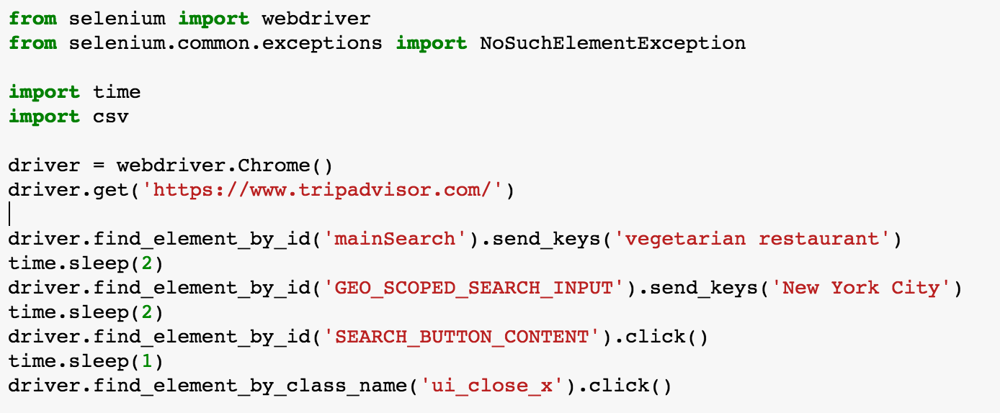 from selenium import webdriver
from selenium.common.exceptions import NoSuchElementException
import time
import csv
driver = webdriver.Chrome()
driver.get('https://www.tripadvisor.com/')
driver.find_element_by_id('mainSearch').send_keys('vegetarian restaurant')
time.sleep(2)
driver.find_element_by_id('GEO_SCOPED_SEARCH_INPUT').send_keys('New York City')
time.sleep(2)
driver.find_element_by_id('SEARCH_BUTTON_CONTENT').click()
time.sleep(1)
driver.find_element_by_class_name('ui_close_x').click()